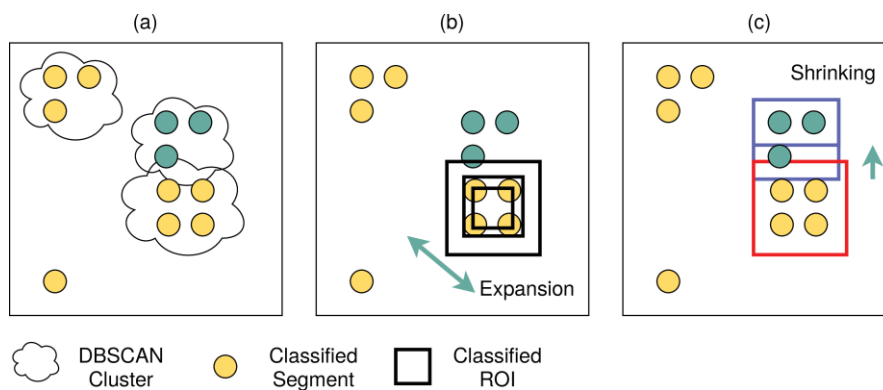 (a)
(b)
(c)
Shrinking
Expansion
DBSCAN
Cluster
Classified
Segment
Classified
ROI